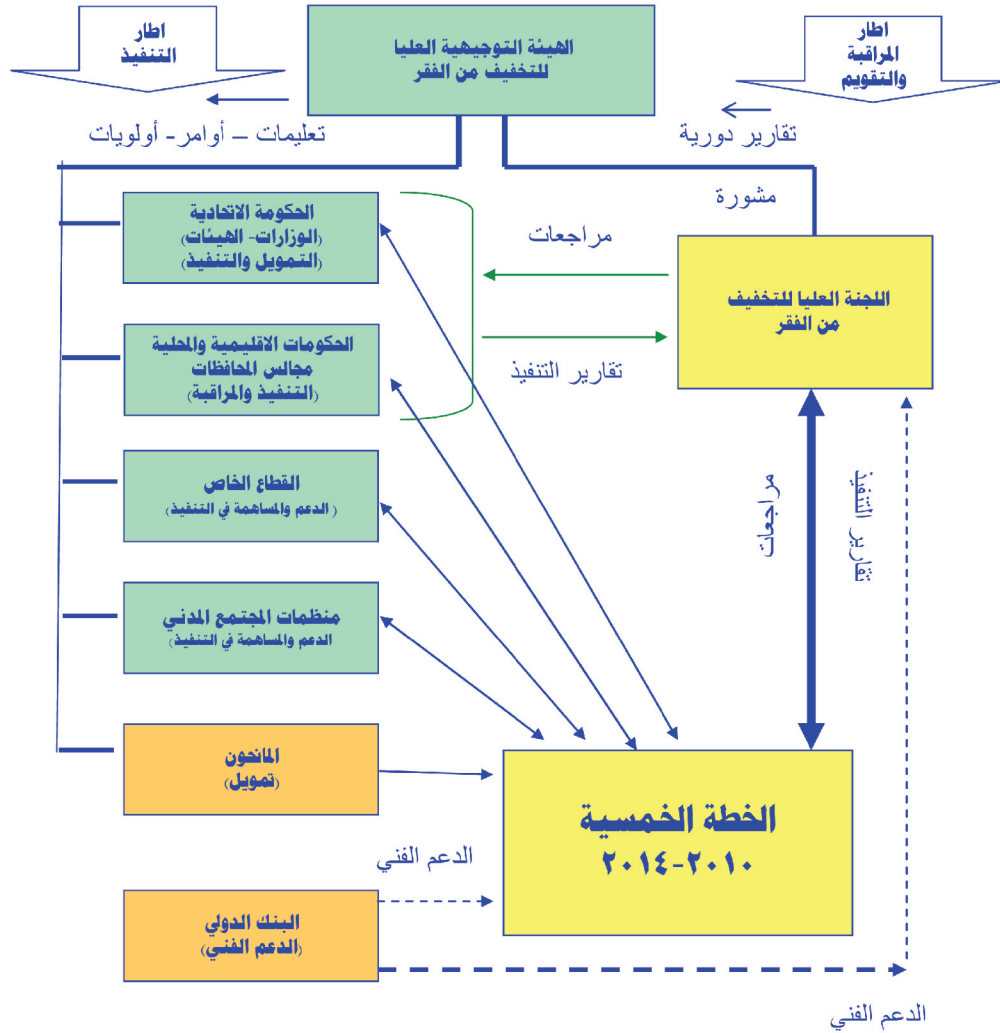 اطار
المراقبة
والتقويم
الهيئة التوجيهية العليا
للتخفيف من الفقر
اطار
التنفيذ
تقارير دورية
تعليمات – أوامر- أولويات
مشورة
الحكومة الاتحادية
(الوزارات- الهيئات)
(التمويل والتنفيذ)
مراجعات
اللجنة العليا للتخفيف
من الفقر
الحكومات الاقليمية والمحلية
مجالس المحافظات
(التنفيذ والمراقبة)
تقارير التنفيذ
القطاع الخاص
(الدعم والمساهمة في التنفيذ )
مراجعات
تقارير التنفيذ
منظمات المجتمع المدني
الدعم والمساهمة في التنفيذ)
المانحون
(تمويل)
الخطة الخمسية
٢٠١٠-٢٠١٤
الدعم الفني
البنك الدولي
(الدعم الفني)
الدعم الفني